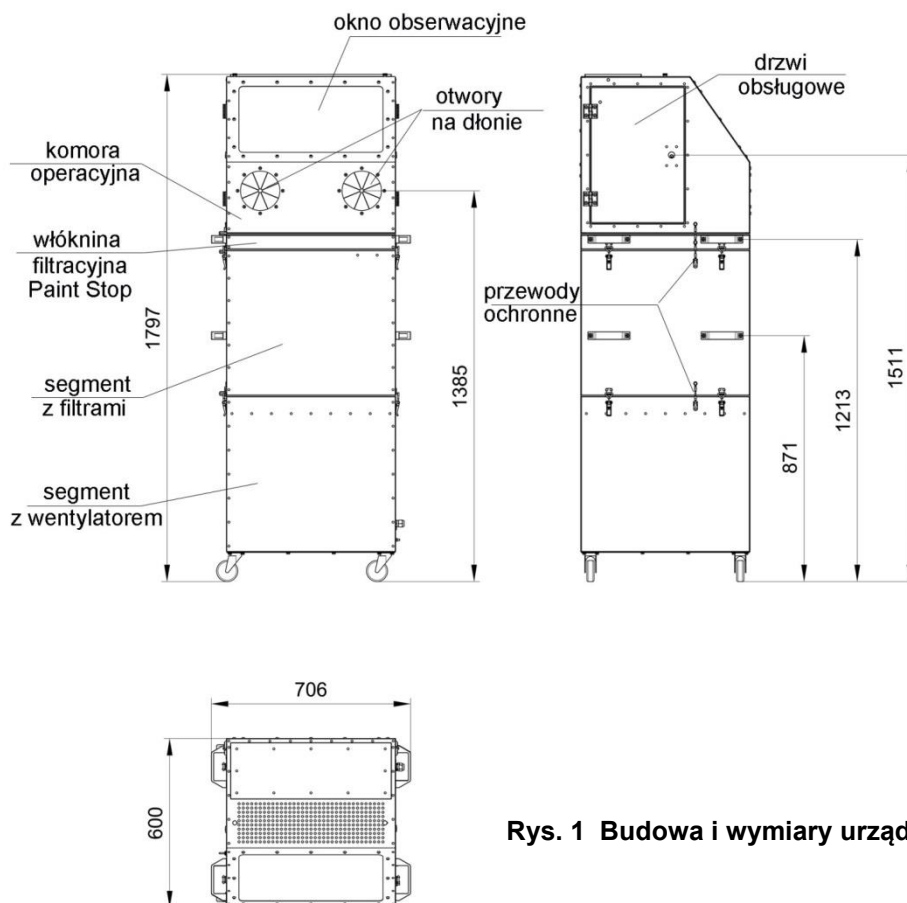 okno obserwacyjne
drzwi
obsługowe
otwory
na dłonie
komora
operacyjna
włóknina
filtracyjna
Paint Stop
przewody
ochronne
1797
1385
1511
1213
871
segment
z filtrami
segment
z wentylatorem
706
600
Rys. 1 Budowa i wymiary urząd